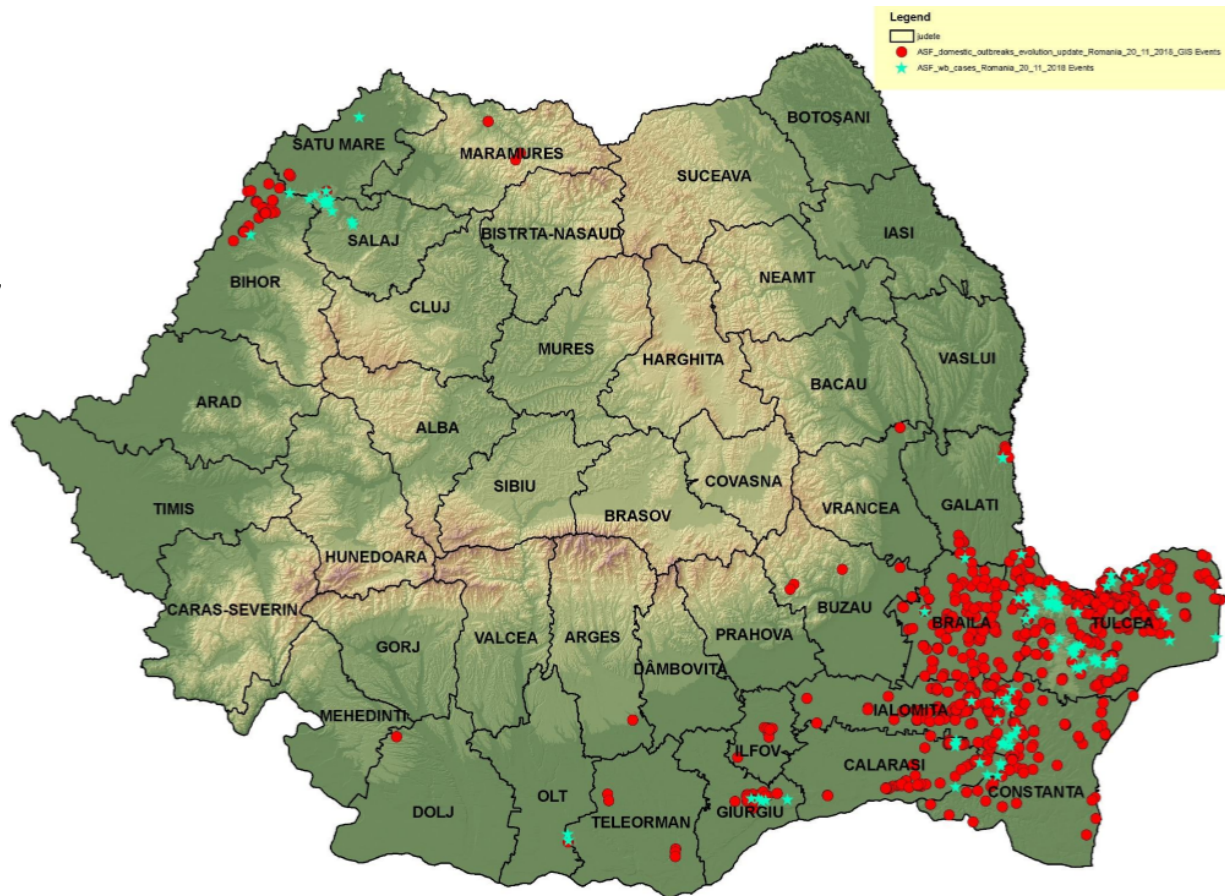 Legend
judete
ASF_domestic_outbreaks_evolution_update_Romania_20_11_2018_GIS Events
ASF_wb_cases_Romania_20_11_2018 Events
BOTOŞANI
SATU MARE
MARAMURES
SUCEAVA
IASI
SALAJ
BISTRTA-NASAUD
NEAMT
BIHOR
CLUJ
MURES
HARGHITA
VASLUI
BACAU
ARAD
ALBA
SIBIU
COVASNA
TIMIS
BRASOV
VRANCEA
GALATI
HUNEDOARA
CARAS-SEVERIN
BUZAU
BRAILA
TULCEA
GORJ
VALCEA
ARGES
PRAHOVA
DÂMBOVITA
MEHEDINTI
IALOMITA
ILFOV
CALARASI
CONSTANTA
OLT
DOLJ
TELEORMAN
GIURGIU